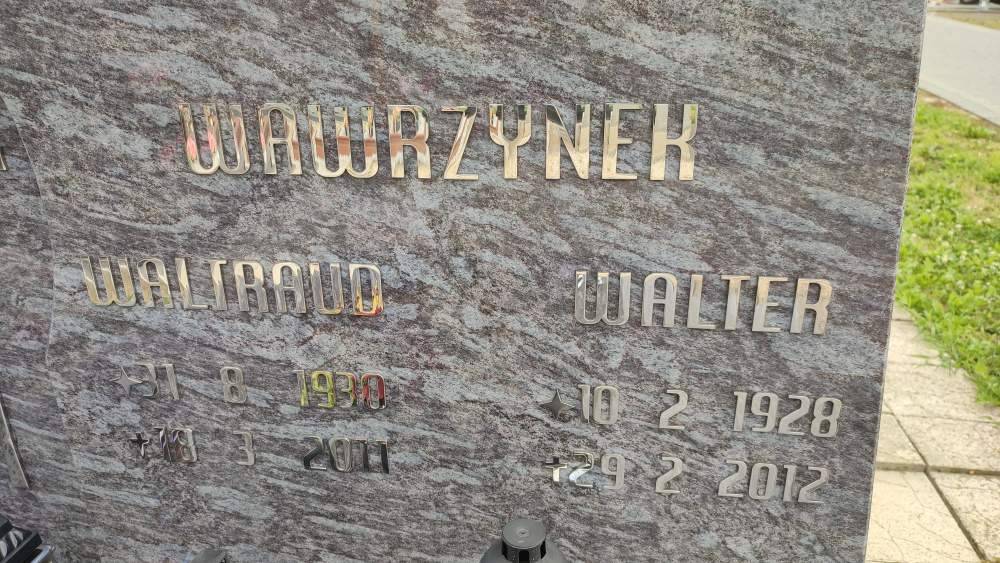 WAWRZYNEK
WALTRAUD WALTER
31 8 1930 10 2 1928
†18 3 2011 †29 2 2012